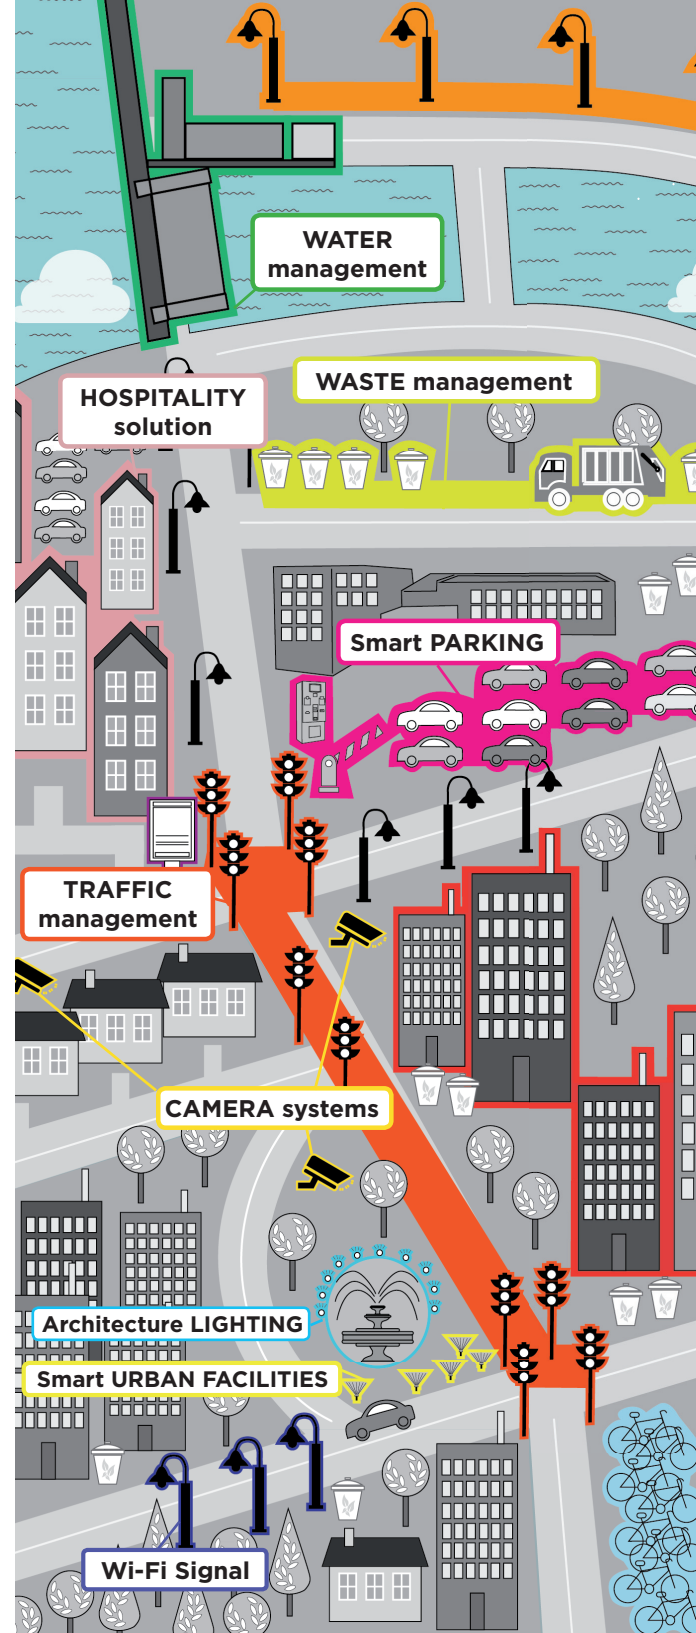 WATER
management
WASTE management
HOSPITALITY
solution
Smart PARKING
TRAFFIC
management
CAMERA systems
Architecture LIGHTING
Smart URBAN FACILITIES
Wi-Fi Signal